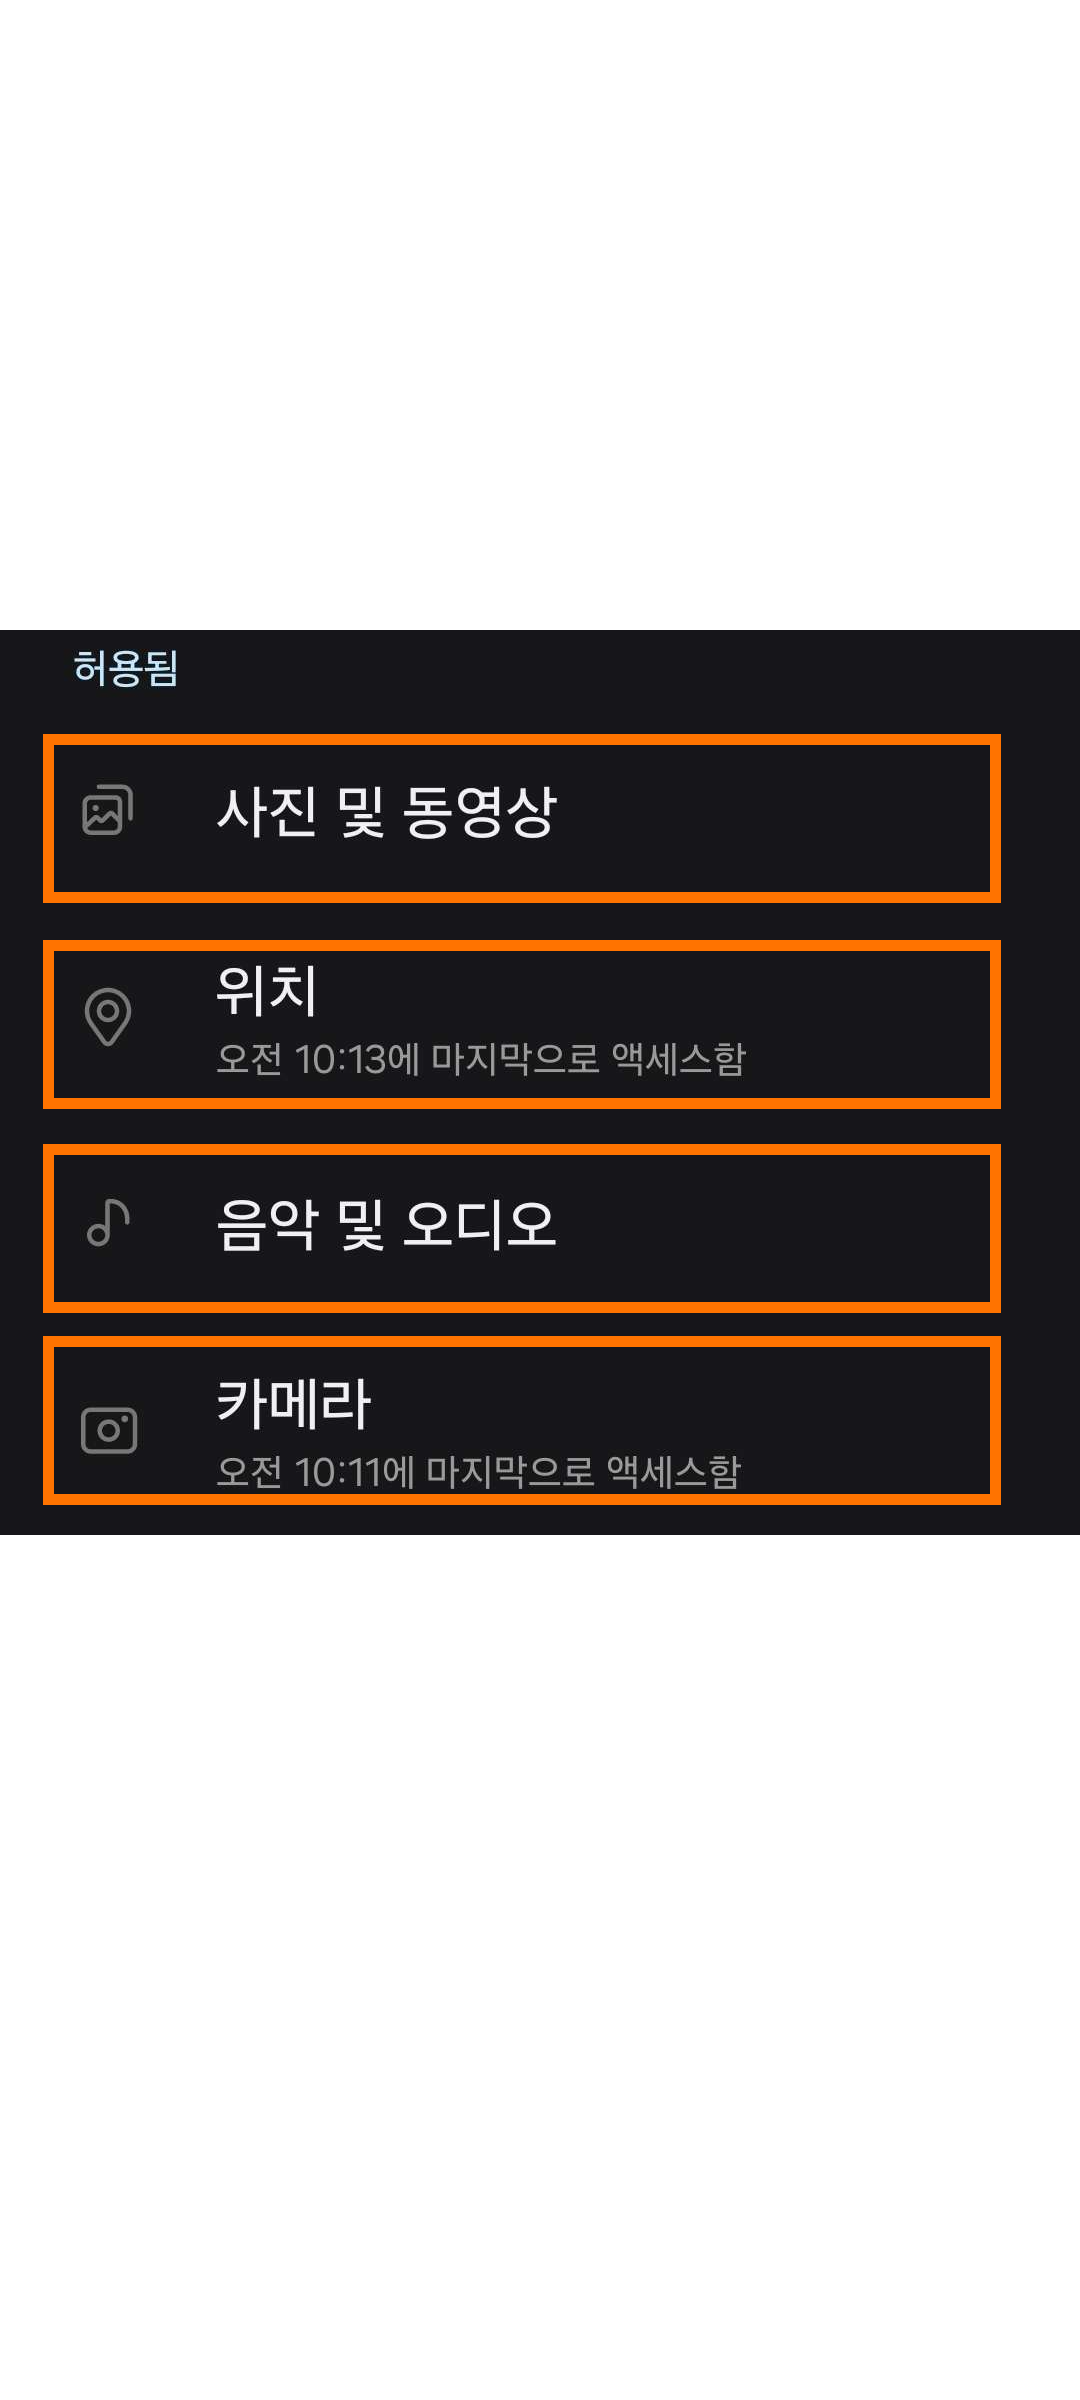 허용됨
사진 및 동영상
위치
오전 10:13에 마지막으로 액세스함
음악 및 오디오
카메라
오전 10:11에 마지막으로 액세스함